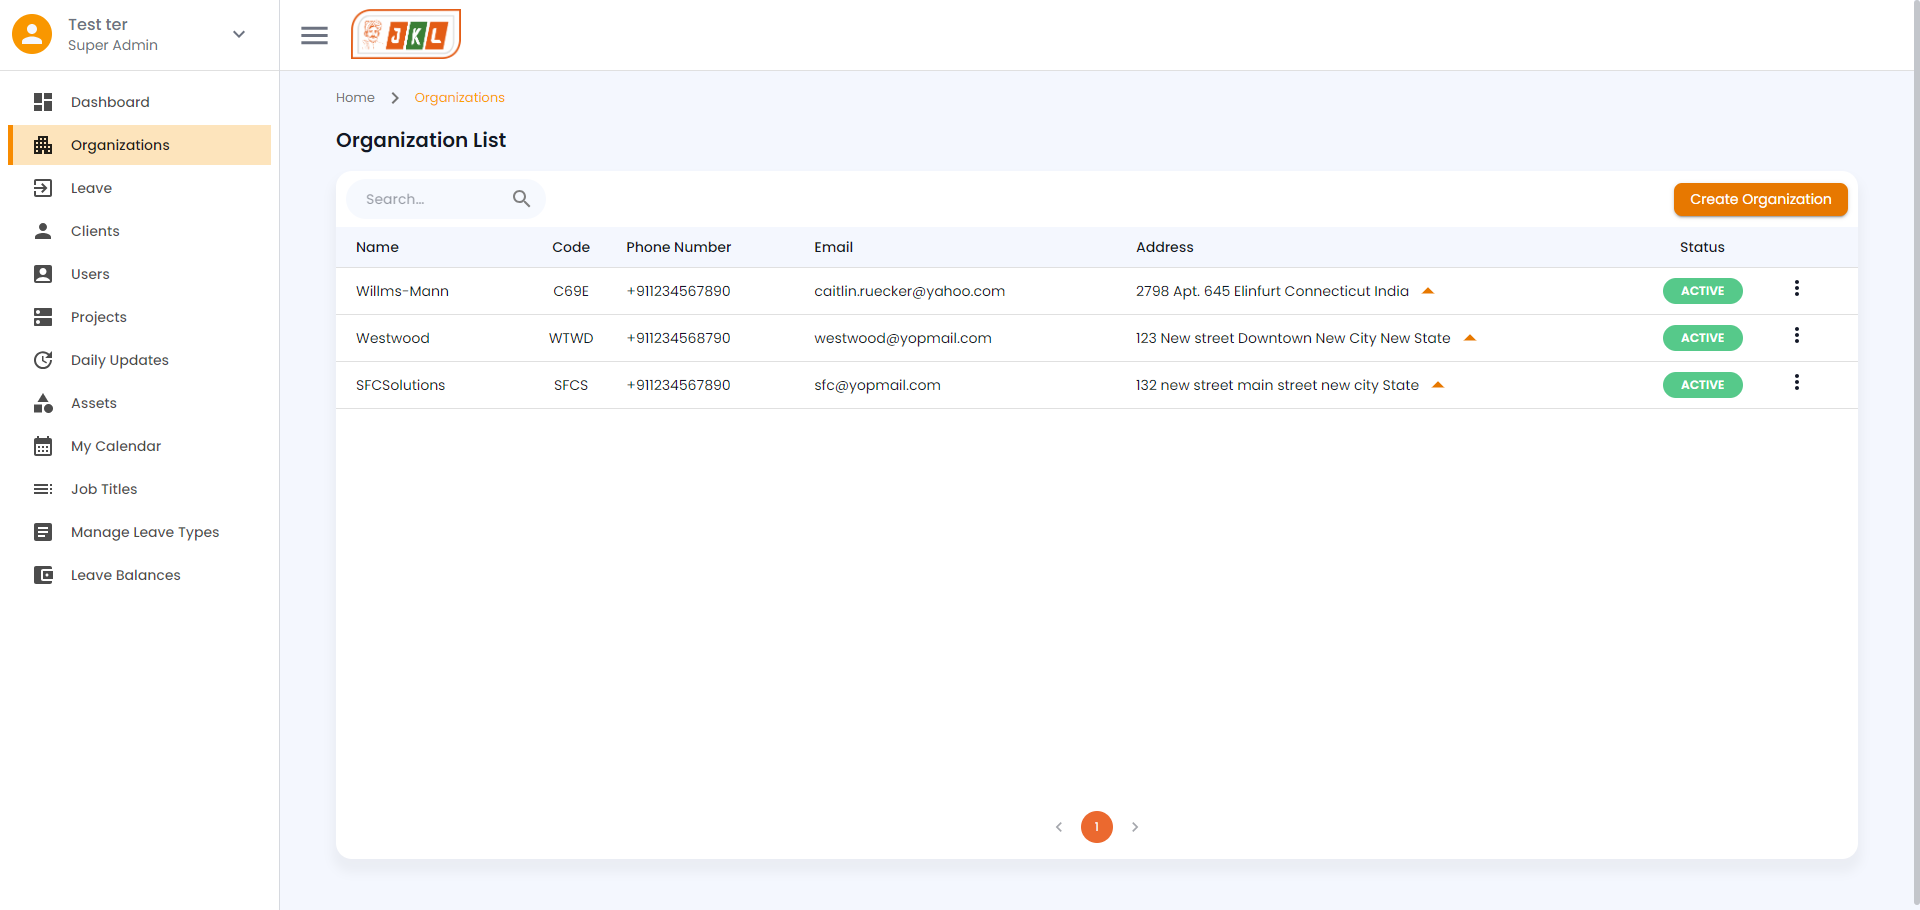 Test ter
Super Admin
JKL
Dashboard
Organizations
Leave
Clients
Users
Projects
Daily Updates
Assets
My Calendar
Job Titles
Manage Leave Types
Leave Balances
Home Organizations
Organization List
Search... Create Organization
Name Code Phone Number Email Address Status
Willms-Mann C69E +911234567890 caitlin.ruecker@yahoo.com 2798 Apt. 645 Elinfurt Connecticut India ACTIVE
Westwood WTWD +911234568790 westwood@yopmail.com 123 New street Downtown New City New State ACTIVE
SFCSolutions SFCS +911234567890 sfc@yopmail.com 132 new street main street new city State ACTIVE
1